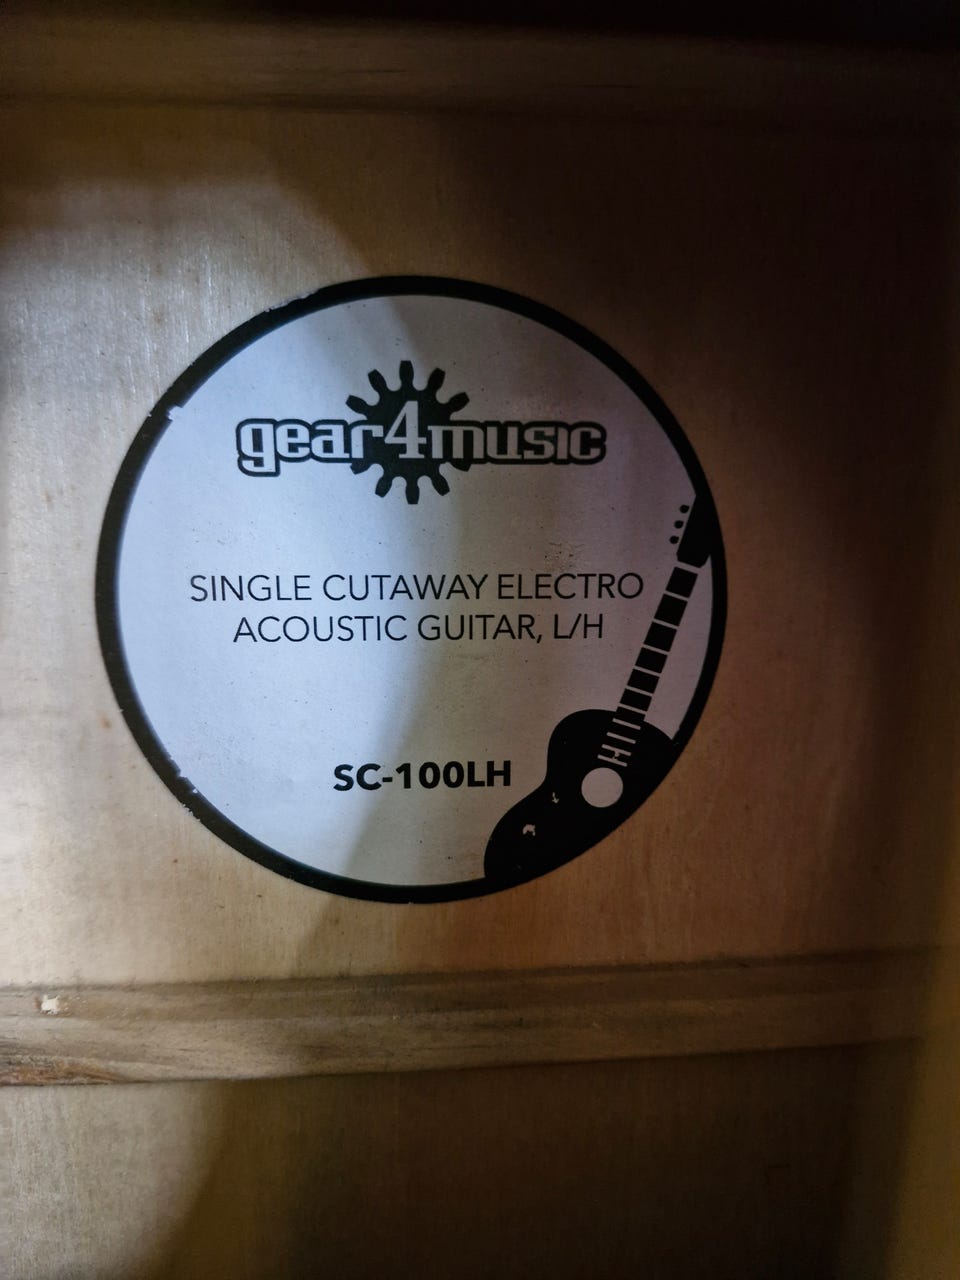 gear4music
SINGLE CUTAWAY ELECTRO
ACOUSTIC GUITAR, L/H
SC-100LH